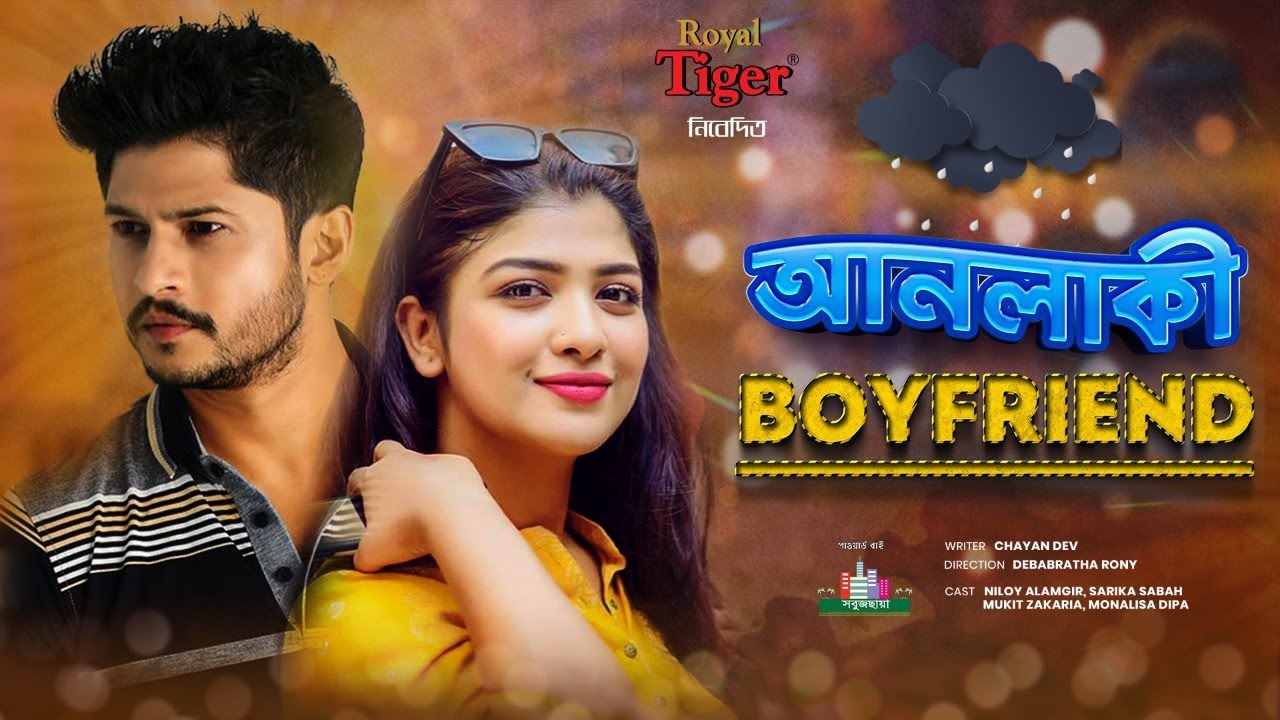 Royal
Tiger®
নিবেদিত
আনলাকী
BOYFRIEND
পাওয়ার্ড বাই
সবুজছায়া
WRITER CHAYAN DEV
DIRECTION DEBABRATHA RONY
CAST NILOY ALAMGIR, SARIKA SABAH
MUKIT ZAKARIA, MONALISA DIPA